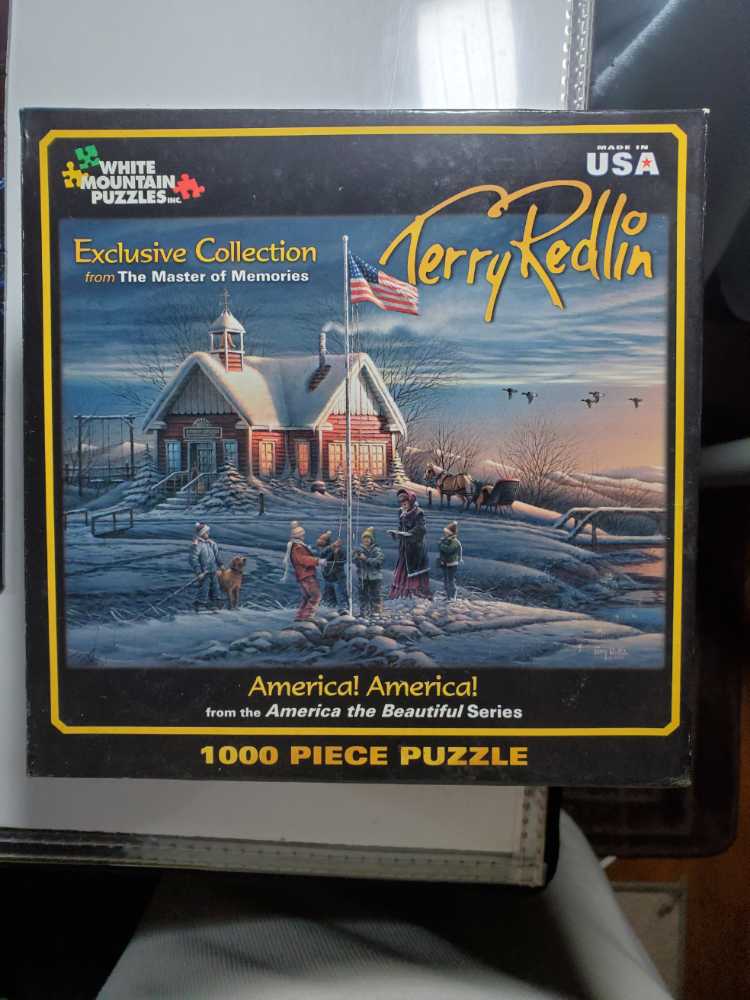 WHITE
MOUNTAIN
PUZZLES INC.
MADE IN
USA
Terry Redlin
Exclusive Collection
from The Master of Memories
America! America!
from the America the Beautiful Series
1000 PIECE PUZZLE